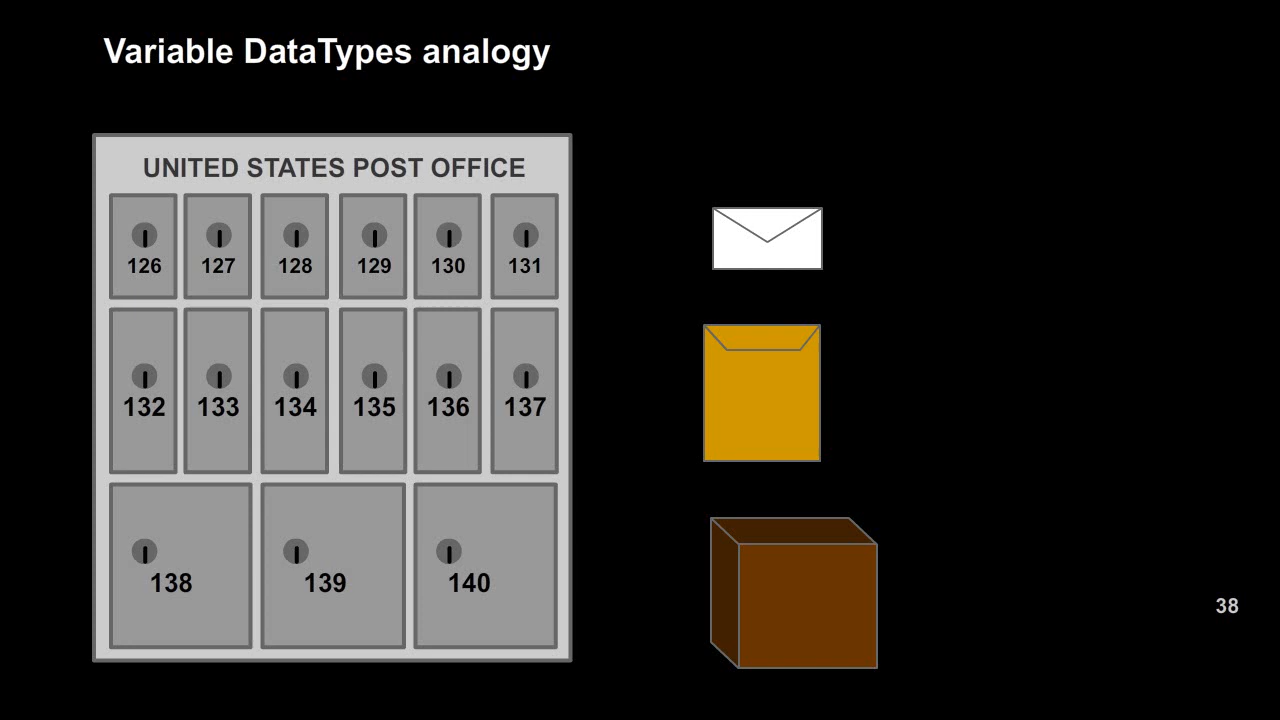 Variable DataTypes analogy
UNITED STATES POST OFFICE
126 127 128 129 130 131
132 133 134 135 136 137
138 139 140
38